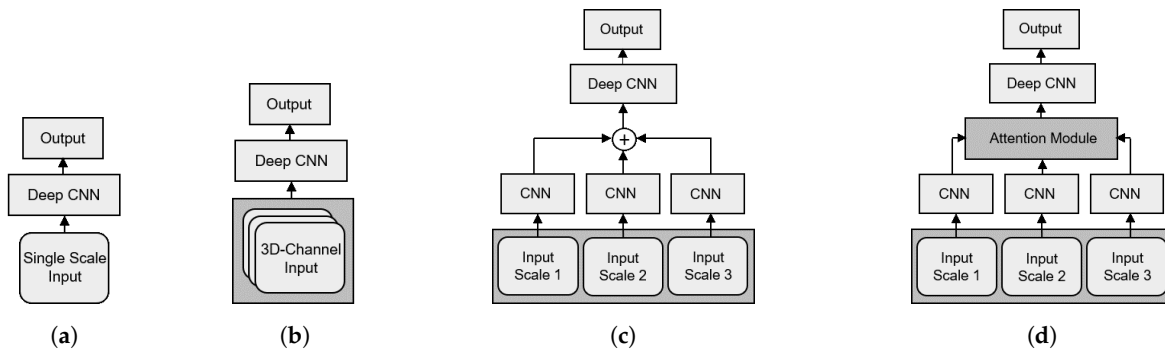 Output
Deep CNN
Single Scale
Input
(a)
Output
Deep CNN
3D-Channel
Input
(b)
Output
Deep CNN
+
CNN
CNN
CNN
Input
Scale 1
Input
Scale 2
Input
Scale 3
(c)
Output
Deep CNN
Attention Module
CNN
CNN
CNN
Input
Scale 1
Input
Scale 2
Input
Scale 3
(d)